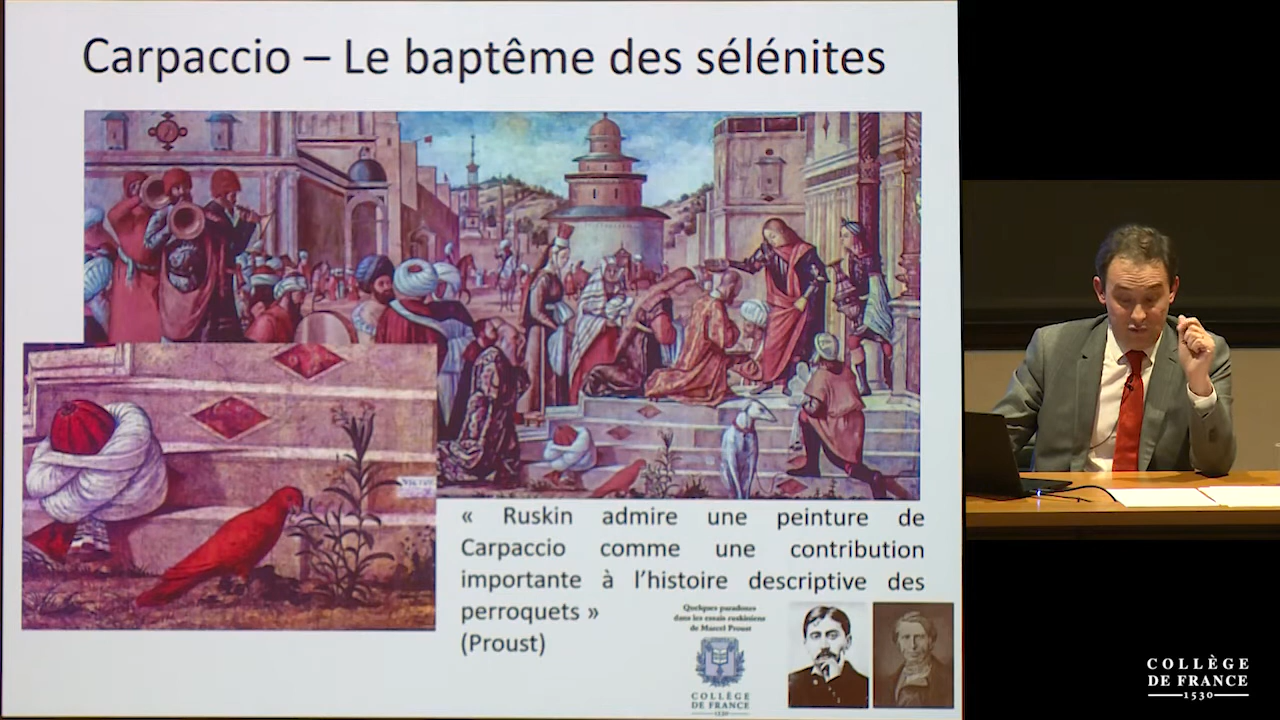 Carpaccio – Le baptême des sélénites
« Ruskin admire une peinture de
Carpaccio comme une contribution
importante à l'histoire descriptive des
perroquets »
(Proust)
Quelques paradoxes
dans les essais ruskiniens
de Marcel Proust
COLLÈGE
DE FRANCE
1530
COLLÈGE
DE FRANCE
1530